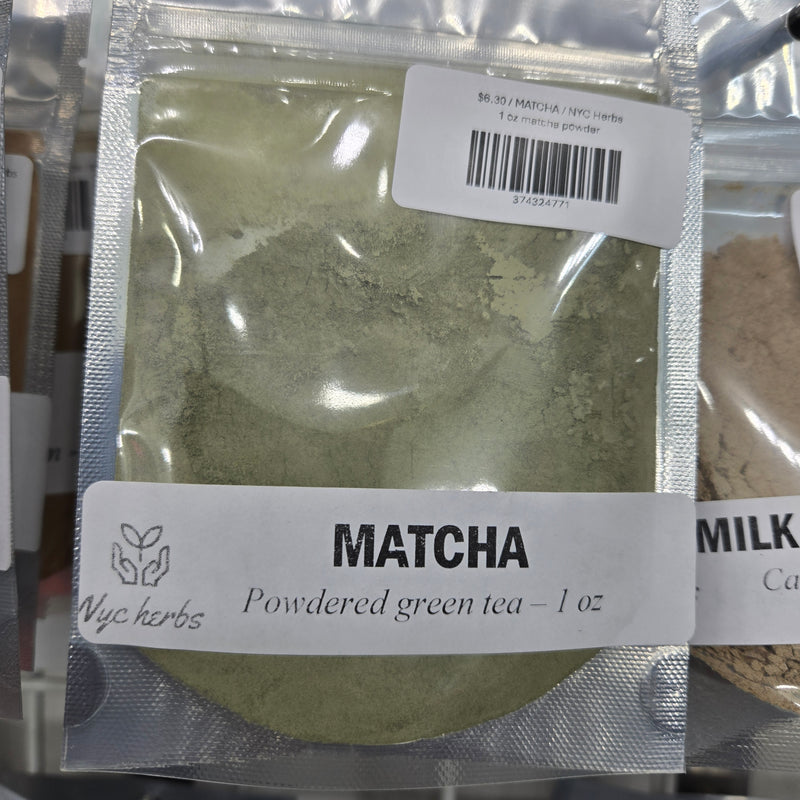 $6.30 / MATCHA / NYC Herbs
1 oz matcha powder
374324771
MATCHA
Powdered green tea – 1 oz
Nyc herbs
MILK
Ca